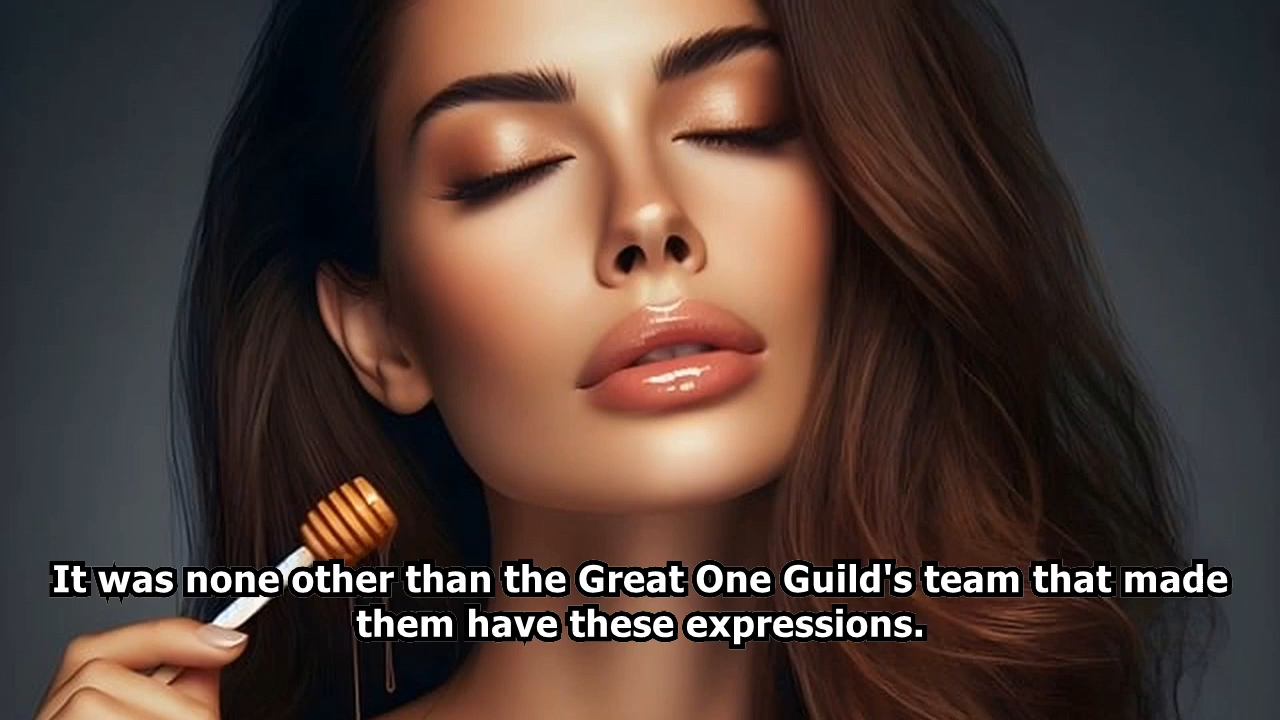 It was none other than the Great One Guild's team that made
them have these expressions.